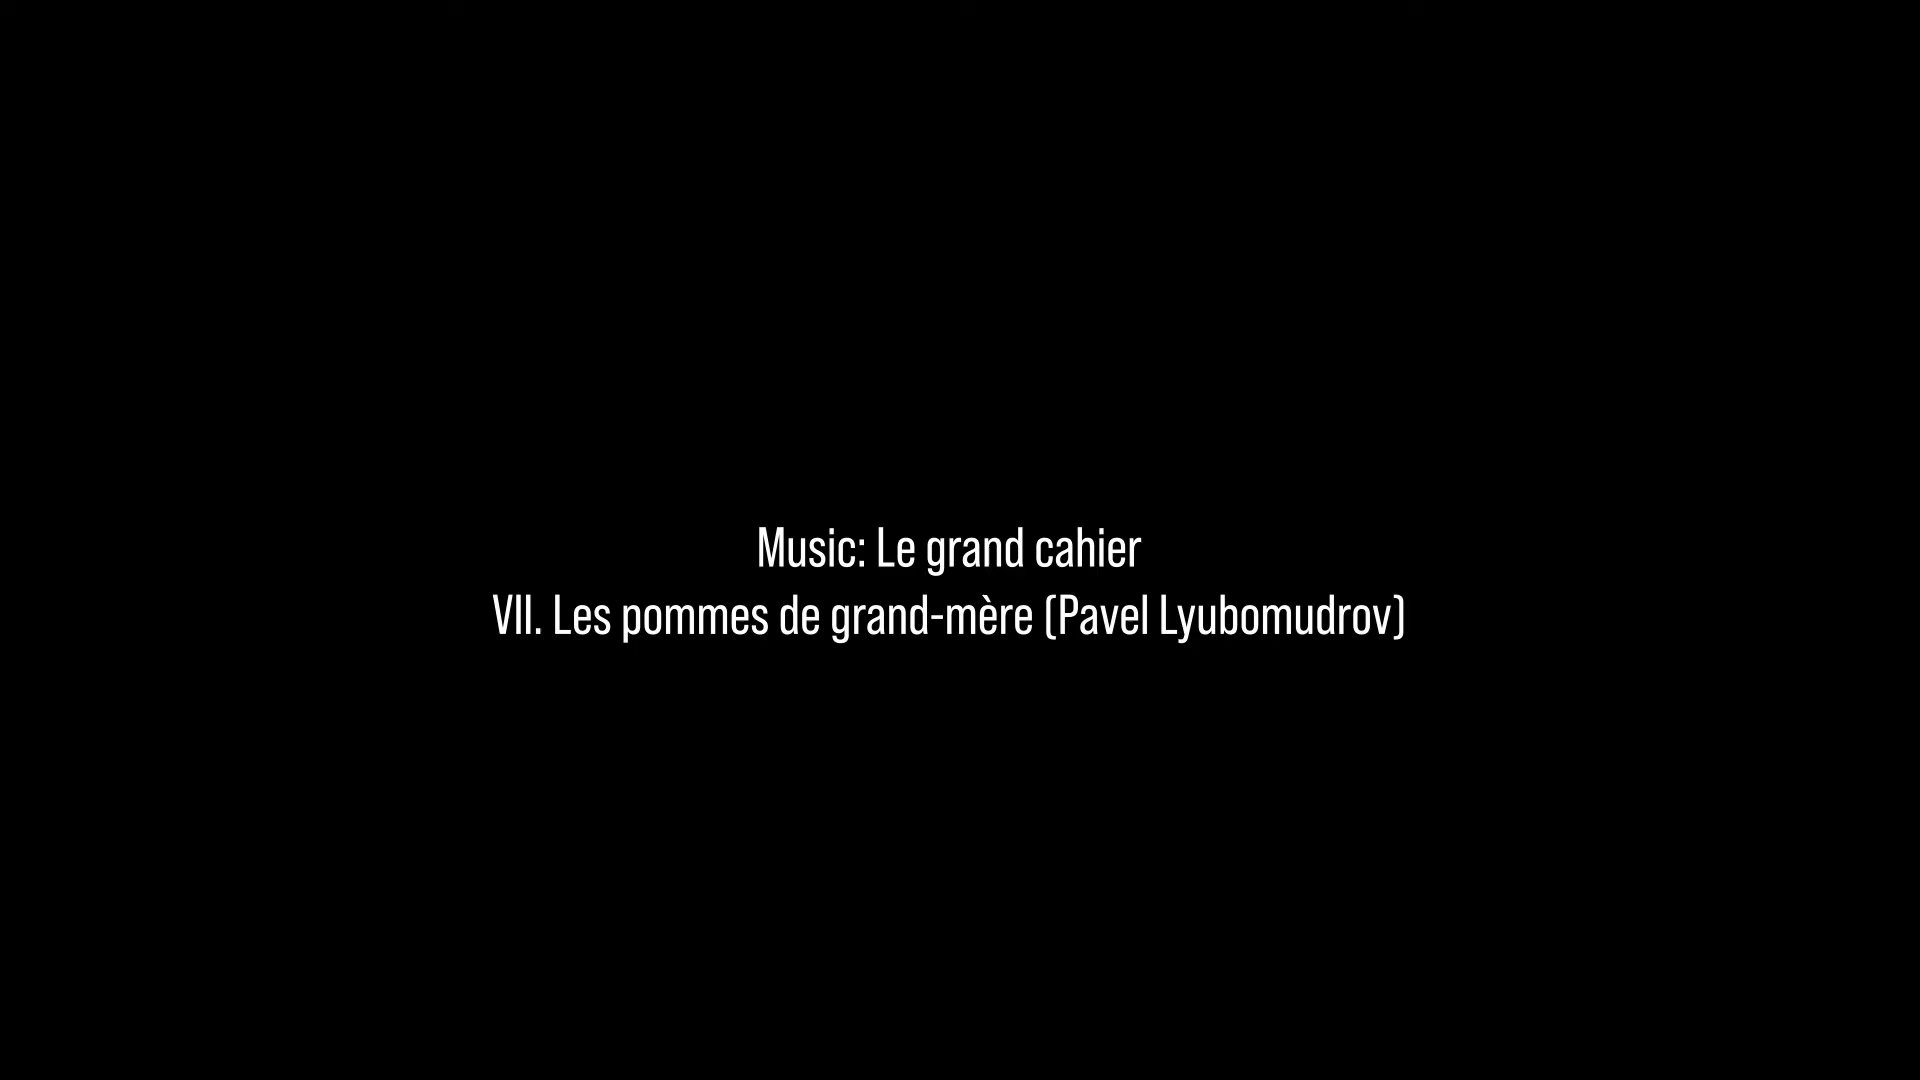 Music: Le grand cahier
VII. Les pommes de grand-mère (Pavel Lyubomudrov)